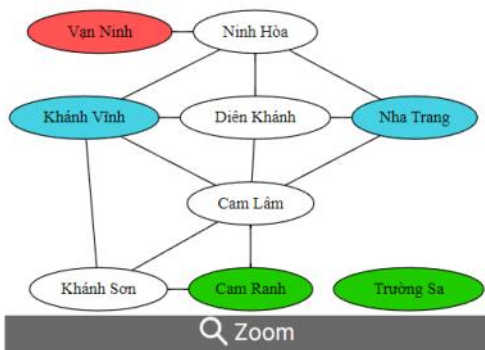 Vạn Ninh
Ninh Hòa
Khánh Vĩnh
Diên Khánh
Nha Trang
Cam Lâm
Khánh Sơn
Cam Ranh
Trường Sa
Zoom